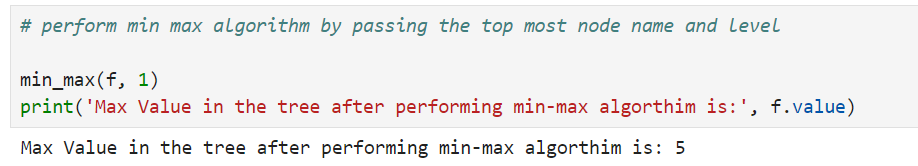 # perform min max algorithm by passing the top most node name and level
min_max(f, 1)
print('Max Value in the tree after performing min-max algorthim is:', f.value)
Max Value in the tree after performing min-max algorthim is: 5